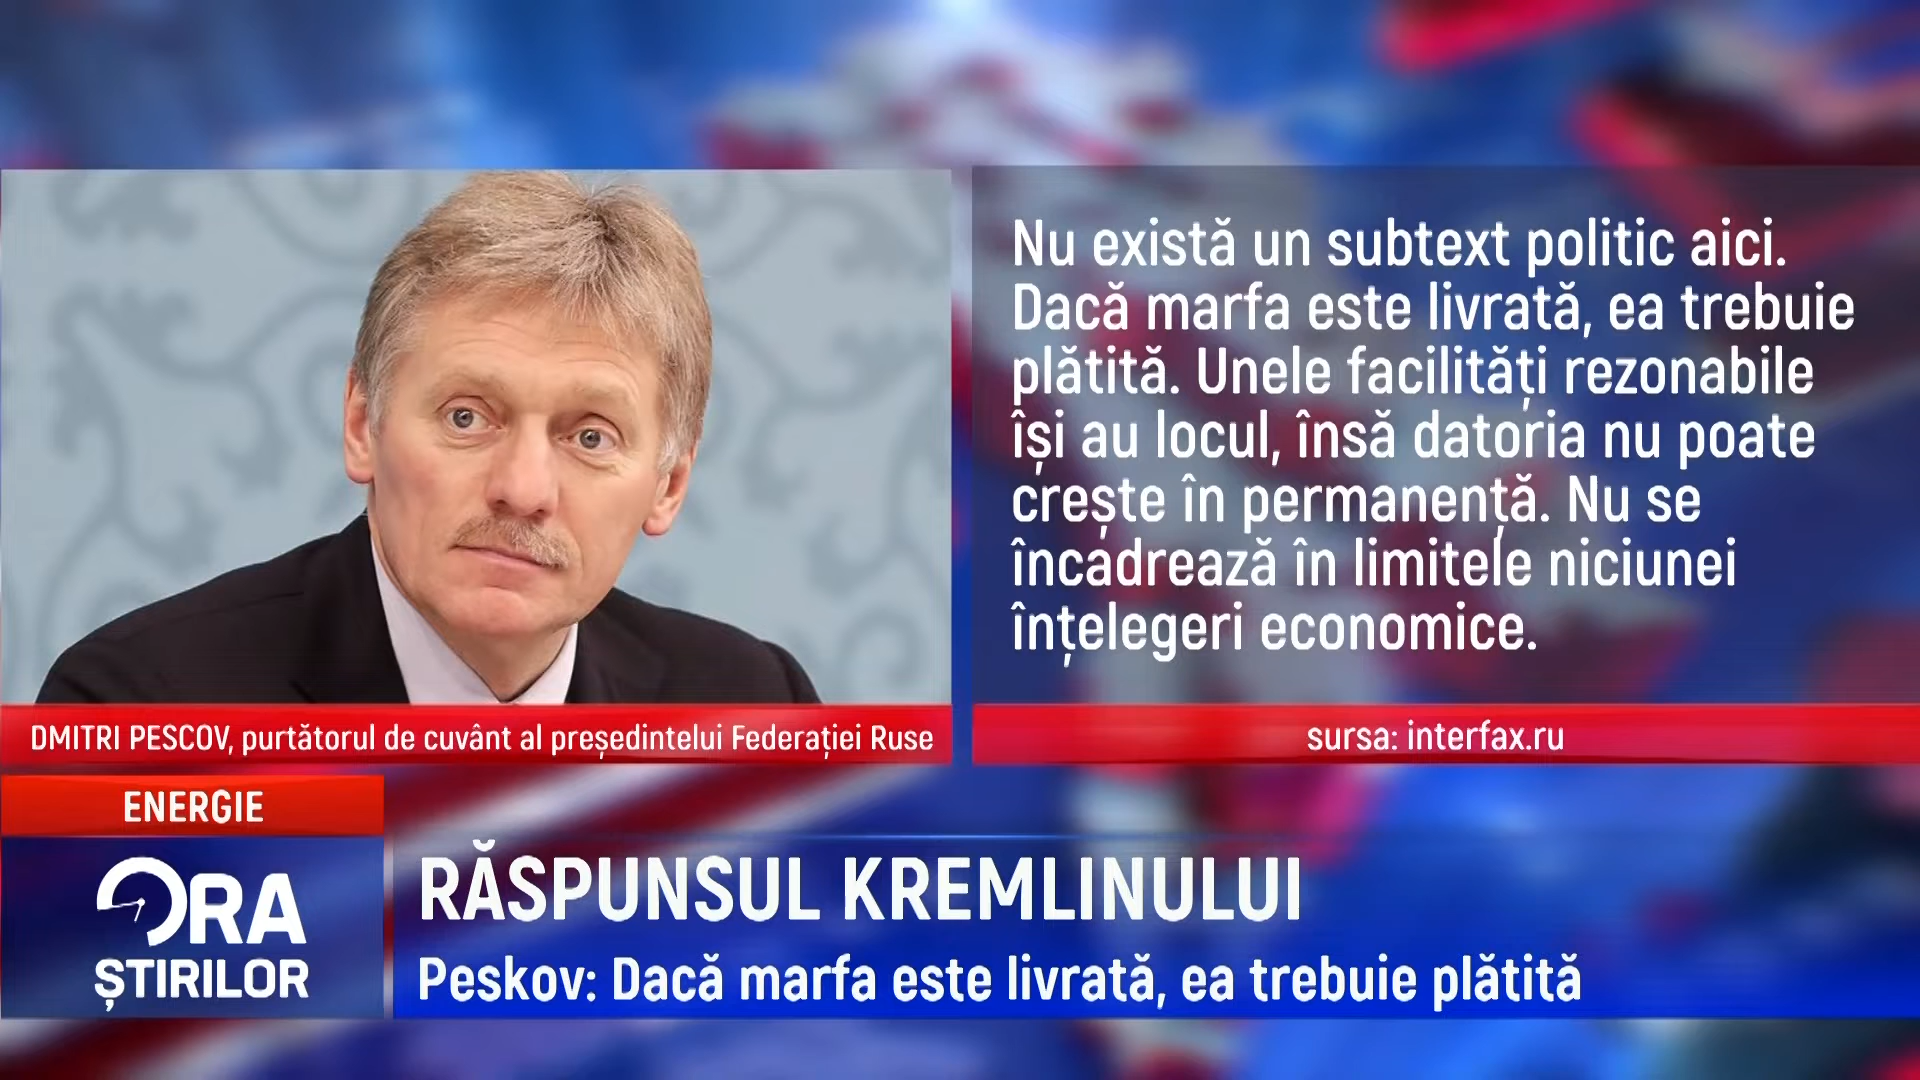 Nu există un subtext politic aici.
Dacă marfa este livrată, ea trebuie
plătită. Unele facilități rezonabile
își au locul, însă datoria nu poate
crește în permanență. Nu se
încadrează în limitele niciunei
înțelegeri economice.
DMITRI PESCOV, purtătorul de cuvânt al președintelui Federației Ruse
sursa: interfax.ru
ENERGIE
ORA
ȘTIRILOR
RĂSPUNSUL KREMLINULUI
Peskov: Dacă marfa este livrată, ea trebuie plătită